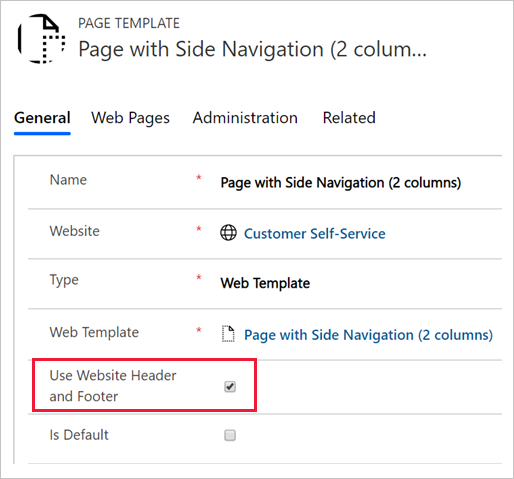 PAGE TEMPLATE
Page with Side Navigation (2 colum...
General Web Pages Administration Related
Name * Page with Side Navigation (2 columns)
Website * Customer Self-Service
Type * Web Template
Web Template * Page with Side Navigation (2 columns)
Use Website Header
and Footer
Is Default